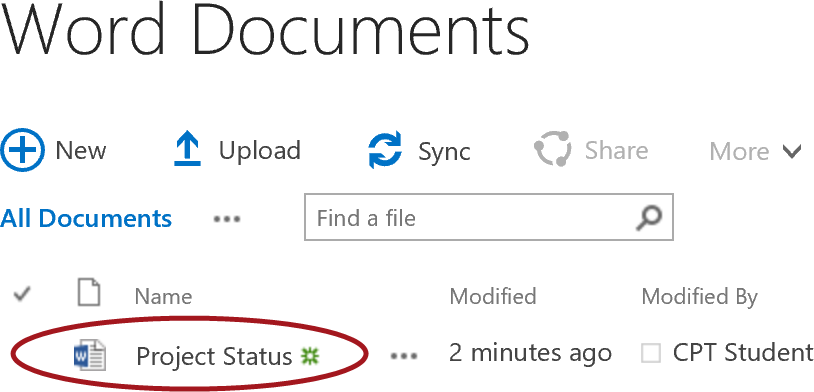 Word Documents
New Upload Sync Share More
All Documents ... Find a file
Name Modified Modified By
Project Status ... 2 minutes ago CPT Student